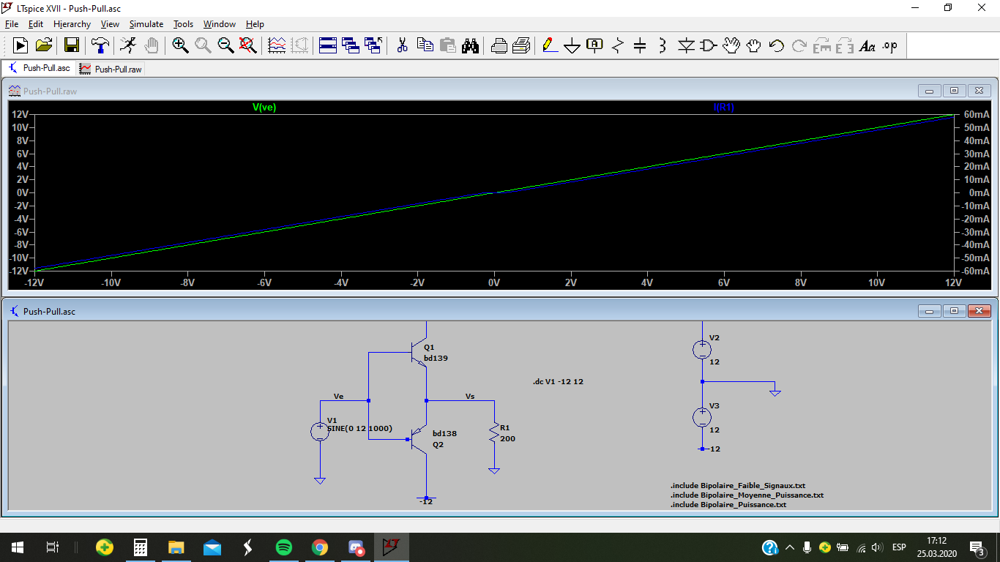 LTspice XVII - Push-Pull.asc
File Edit Hierarchy View Simulate Tools Window Help
A Aa .op
Push-Pull.asc Push-Pull.raw
Push-Pull.raw
V(ve) I(R1)
12V 60mA
10V 50mA
8V 40mA
6V 30mA
4V 20mA
2V 10mA
0V 0mA
-2V -10mA
-4V -20mA
-6V -30mA
-8V -40mA
-10V -50mA
-12V -60mA
-12V -10V -8V -6V -4V -2V 0V 2V 4V 6V 8V 10V 12V
Push-Pull.asc
Q1
bd139
.dc V1 -12 12
Ve
Vs
V1
SINE(0 12 1000)
bd138
Q2
R1
200
-12
V2
12
V3
12
-12
.include Bipolaire_Faible_Signaux.txt
.include Bipolaire_Moyenne_Puissance.txt
.include Bipolaire_Puissance.txt
ESP
17:12
25.03.2020
3